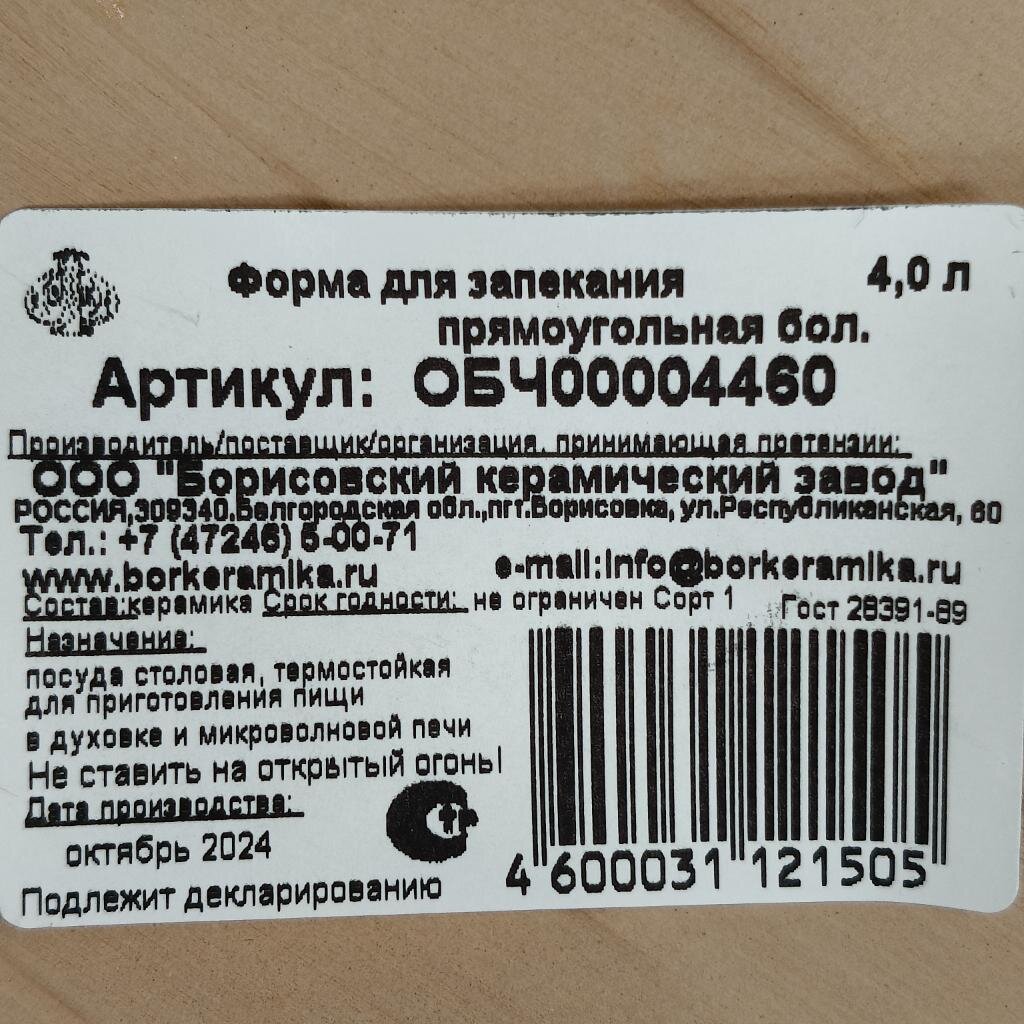 Форма для запекания 4,0 л
прямоугольная бол.
Артикул: ОБЧ00004460
Производитель/поставщик/организация, принимающая претензии:
ООО "Борисовский керамический завод"
РОССИЯ,309340,Белгородская обл.,пгт.Борисовка, ул.Республиканская, 60
Тел.: +7 (47246) 5-00-71
www.borkeramika.ru e-mail:info@borkeramika.ru
Состав:керамика Срок годности: не ограничен Сорт 1 Гост 28391-89
Назначение:
посуда столовая, термостойкая
для приготовления пищи
в духовке и микроволновой печи
Не ставить на открытый огонь!
Дата производства:
октябрь 2024
Подлежит декларированию
4 600031 121505